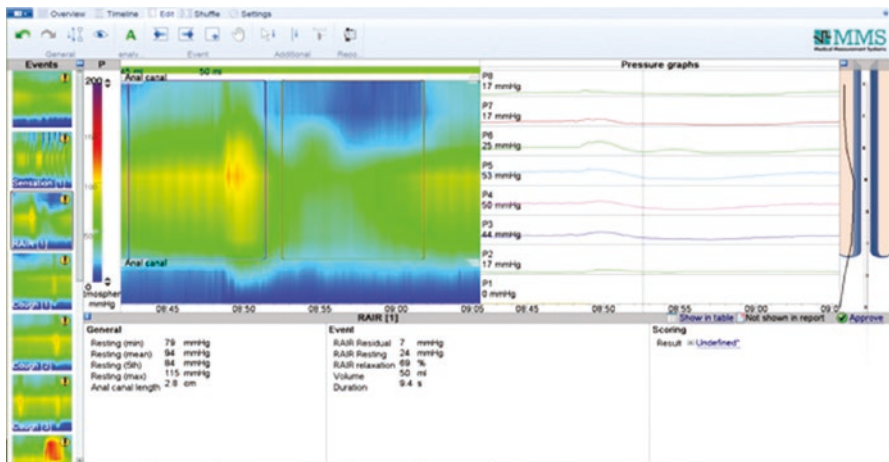 Overview Timeline Edit Shuffle Settings
General Event Additional
MMS
Medical Measurement Systems
Events P Pressure graphs
200
50 ml
Anal canal
Anal canal
Sensation [1]
RAIR [1]
Cough [1]
Cough [2]
Cough [3]
0
mmHg
08:45 08:50 08:55 09:00
P8
17 mmHg
P7
17 mmHg
P6
25 mmHg
P5
53 mmHg
P4
50 mmHg
P3
44 mmHg
P2
17 mmHg
P1
0 mmHg
08:45 08:50 08:55 09:00
RAIR [1] Show in table Not shown in report Approve
General
Resting (min) 79 mmHg
Resting (mean) 94 mmHg
Resting (5th) 84 mmHg
Resting (max) 115 mmHg
Anal canal length 2.8 cm
Event
RAIR Residual 7 mmHg
RAIR Resting 24 mmHg
RAIR relaxation 69 %
Volume 50 ml
Duration 9.4 s
Scoring
Result Undefined*